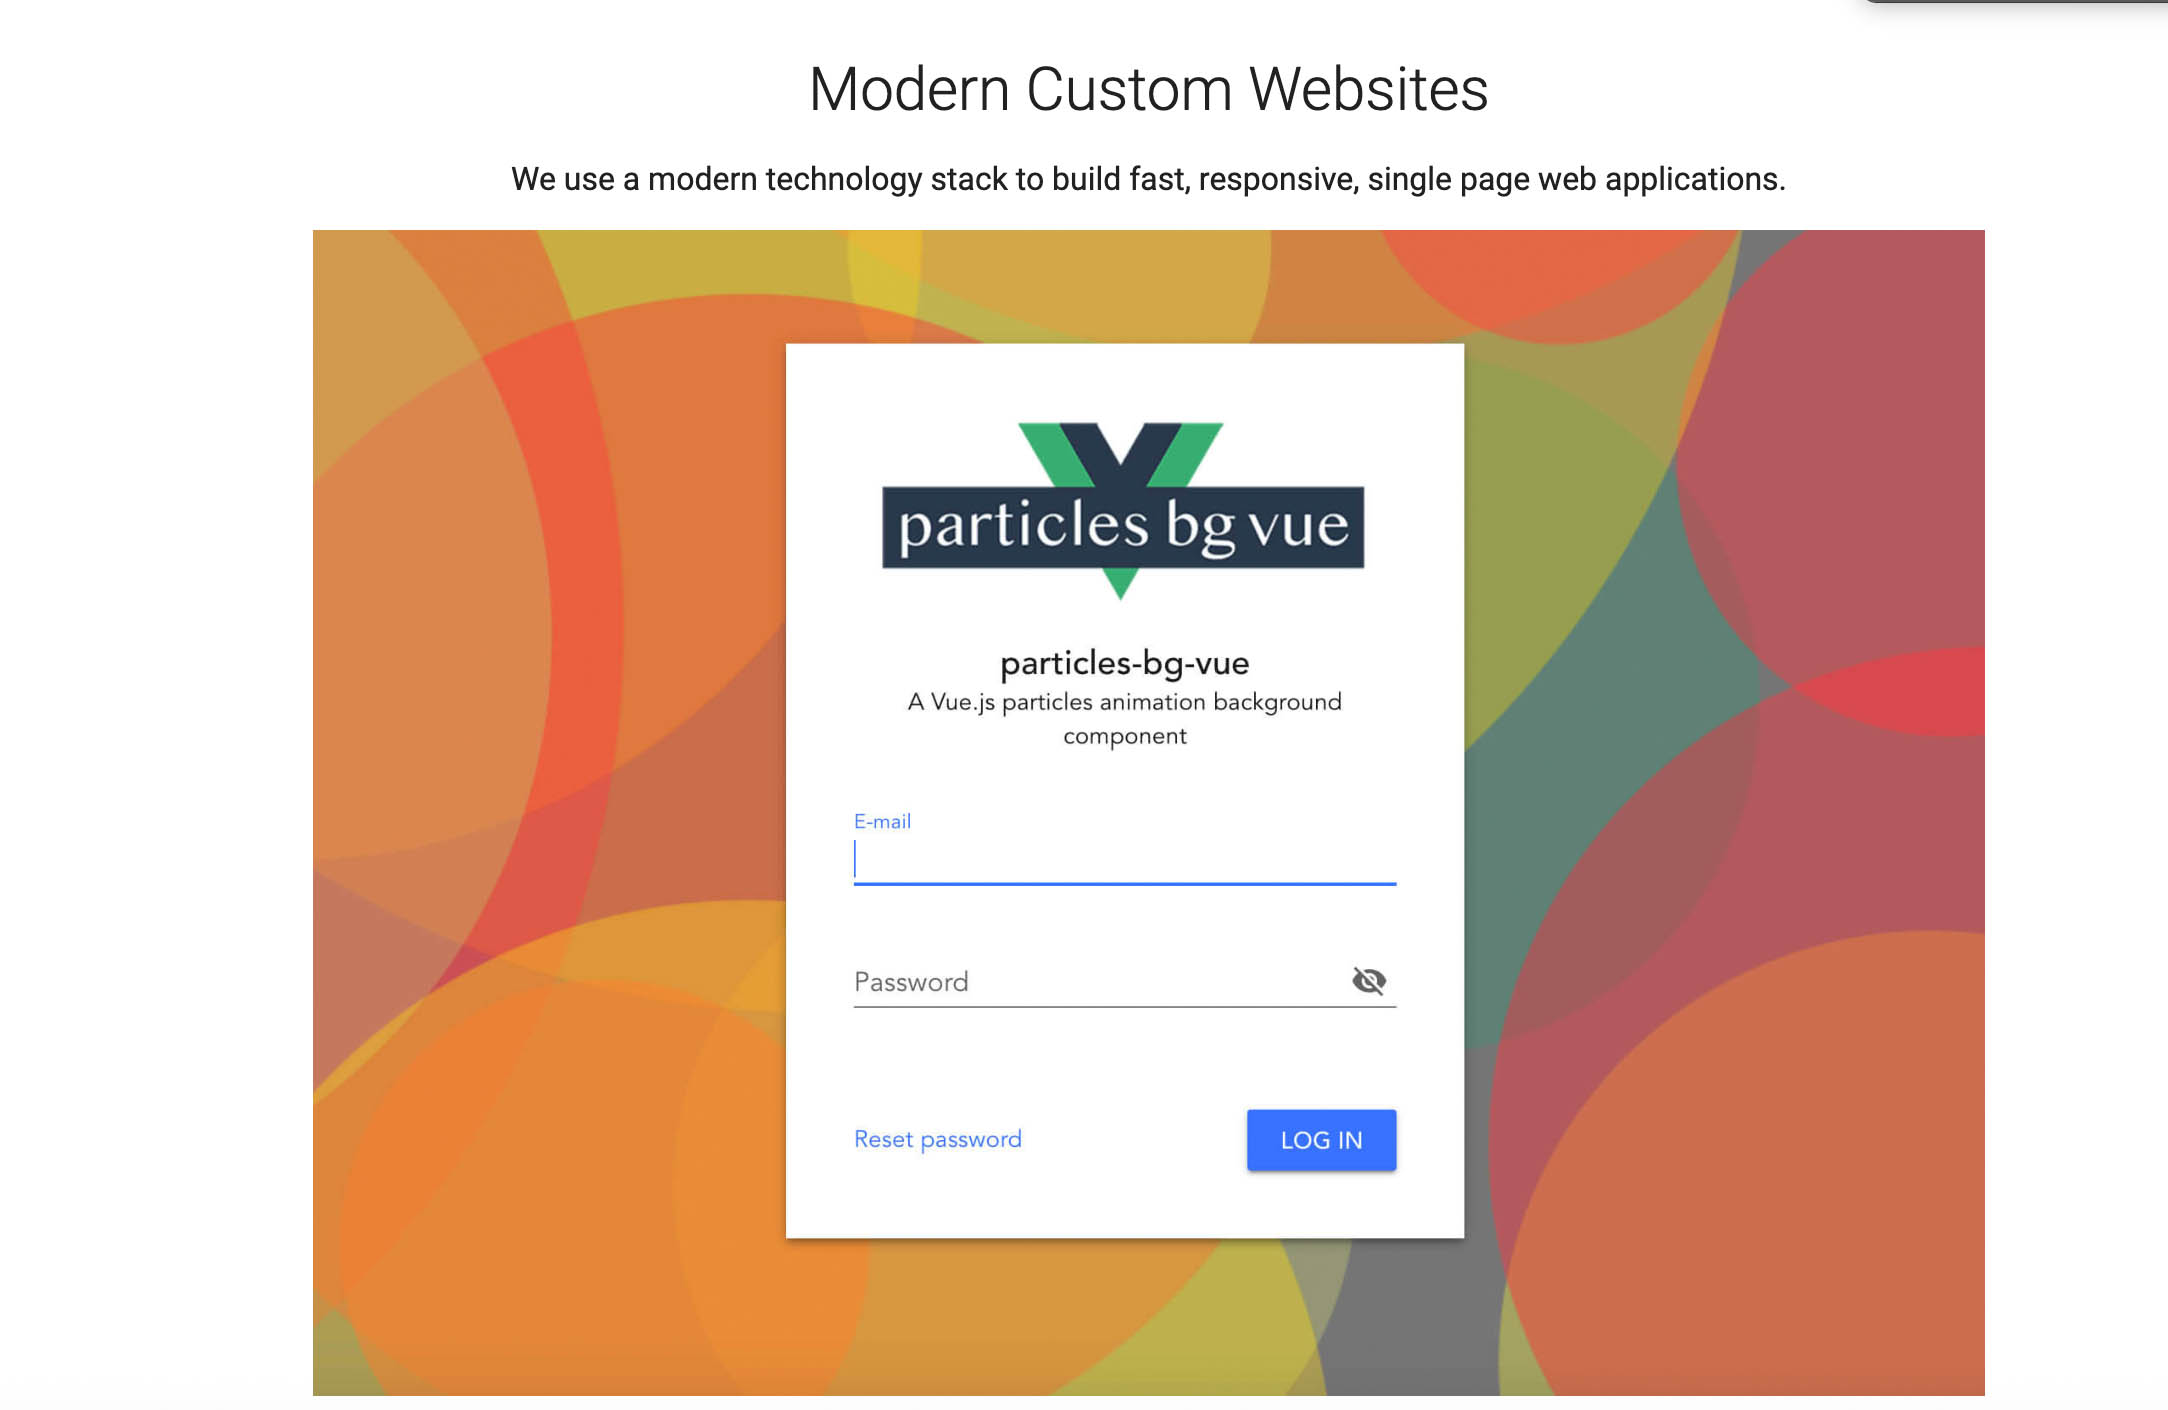 Modern Custom Websites
We use a modern technology stack to build fast, responsive, single page web applications.
particles bg vue
particles-bg-vue
A Vue.js particles animation background
component
E-mail
Password
Reset password
LOG IN